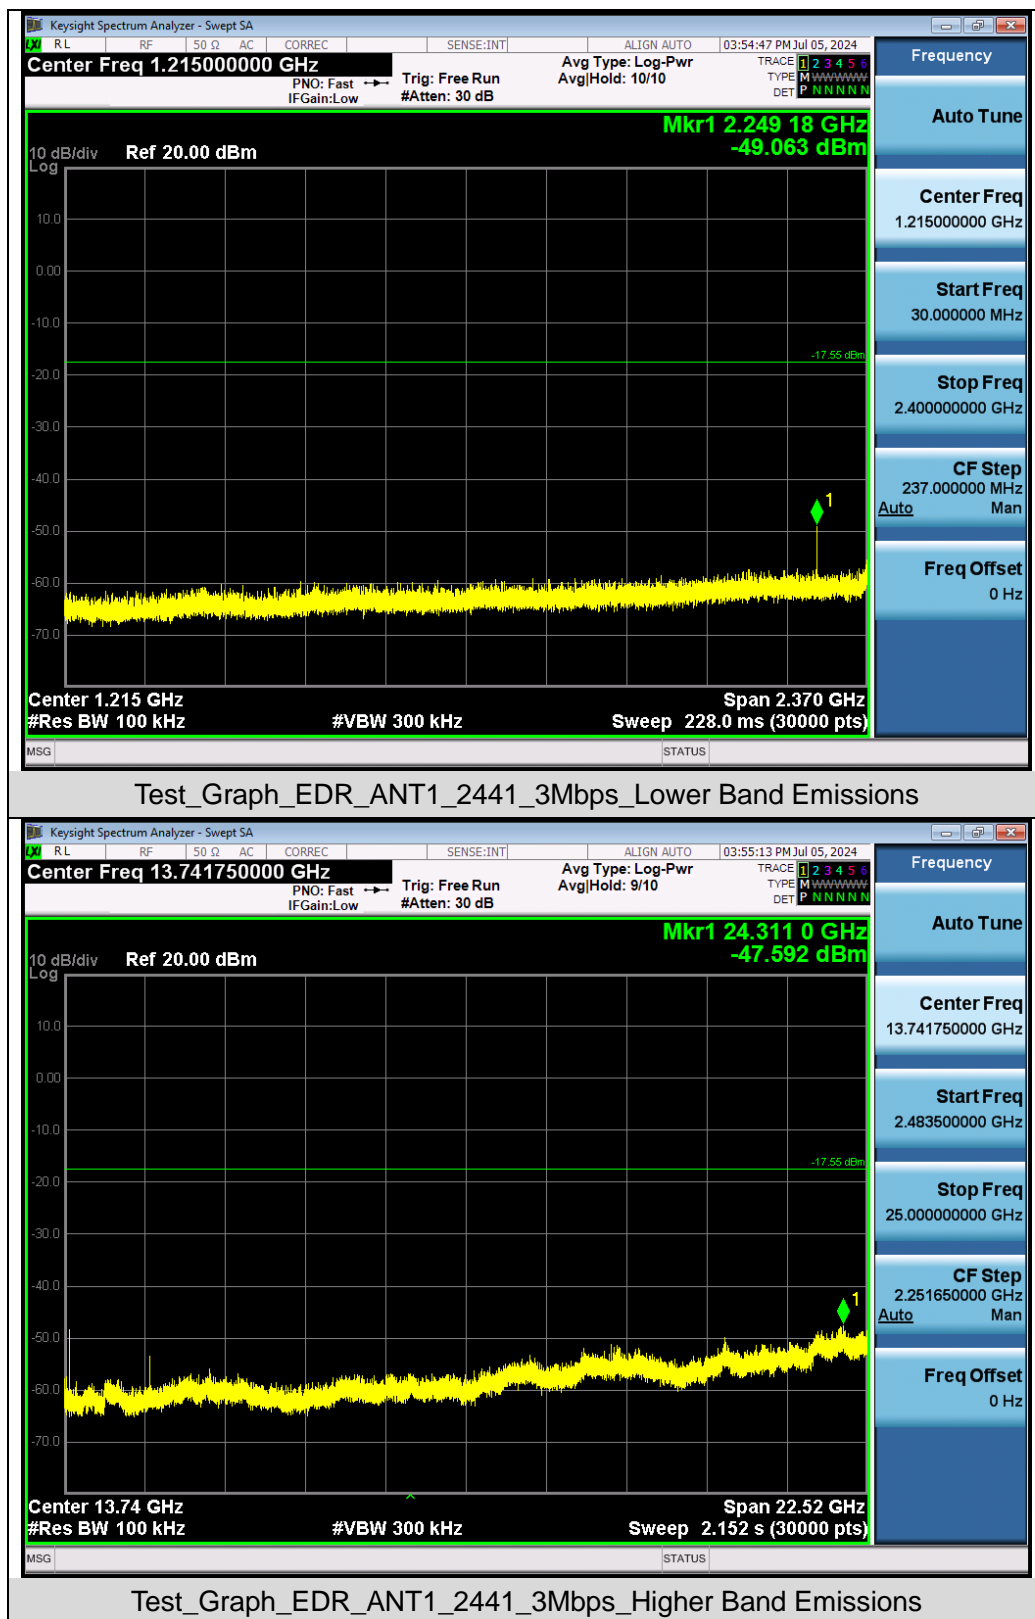 Keysight Spectrum Analyzer - Swept SA
LXI RL RF 50 Ω AC CORREC SENSE:INT ALIGN AUTO 03:54:47 PM Jul 05, 2024
Center Freq 1.215000000 GHz
PNO: Fast
IFGain:Low
Trig: Free Run
#Atten: 30 dB
Avg Type: Log-Pwr
Avg|Hold: 10/10
TRACE 1 2 3 4 5 6
TYPE M WWWWW
DET P N N N N N
Mkr1 2.249 18 GHz
-49.063 dBm
10 dB/div Ref 20.00 dBm
Log
10.0
0.00
-10.0
-17.55 dBm
-20.0
-30.0
-40.0
1
-50.0
-60.0
-70.0
Center 1.215 GHz Span 2.370 GHz
#Res BW 100 kHz #VBW 300 kHz Sweep 228.0 ms (30000 pts)
MSG STATUS
Frequency
Auto Tune
Center Freq
1.215000000 GHz
Start Freq
30.000000 MHz
Stop Freq
2.400000000 GHz
CF Step
237.000000 MHz
Auto Man
Freq Offset
0 Hz
Test_Graph_EDR_ANT1_2441_3Mbps_Lower Band Emissions
Keysight Spectrum Analyzer - Swept SA
LXI RL RF 50 Ω AC CORREC SENSE:INT ALIGN AUTO 03:55:13 PM Jul 05, 2024
Center Freq 13.741750000 GHz
PNO: Fast
IFGain:Low
Trig: Free Run
#Atten: 30 dB
Avg Type: Log-Pwr
Avg|Hold: 9/10
TRACE 1 2 3 4 5 6
TYPE M WWWWW
DET P N N N N N
Mkr1 24.311 0 GHz
-47.592 dBm
10 dB/div Ref 20.00 dBm
Log
10.0
0.00
-10.0
-17.55 dBm
-20.0
-30.0
-40.0
1
-50.0
-60.0
-70.0
Center 13.74 GHz Span 22.52 GHz
#Res BW 100 kHz #VBW 300 kHz Sweep 2.152 s (30000 pts)
MSG STATUS
Frequency
Auto Tune
Center Freq
13.741750000 GHz
Start Freq
2.483500000 GHz
Stop Freq
25.000000000 GHz
CF Step
2.251650000 GHz
Auto Man
Freq Offset
0 Hz
Test_Graph_EDR_ANT1_2441_3Mbps_Higher Band Emissions